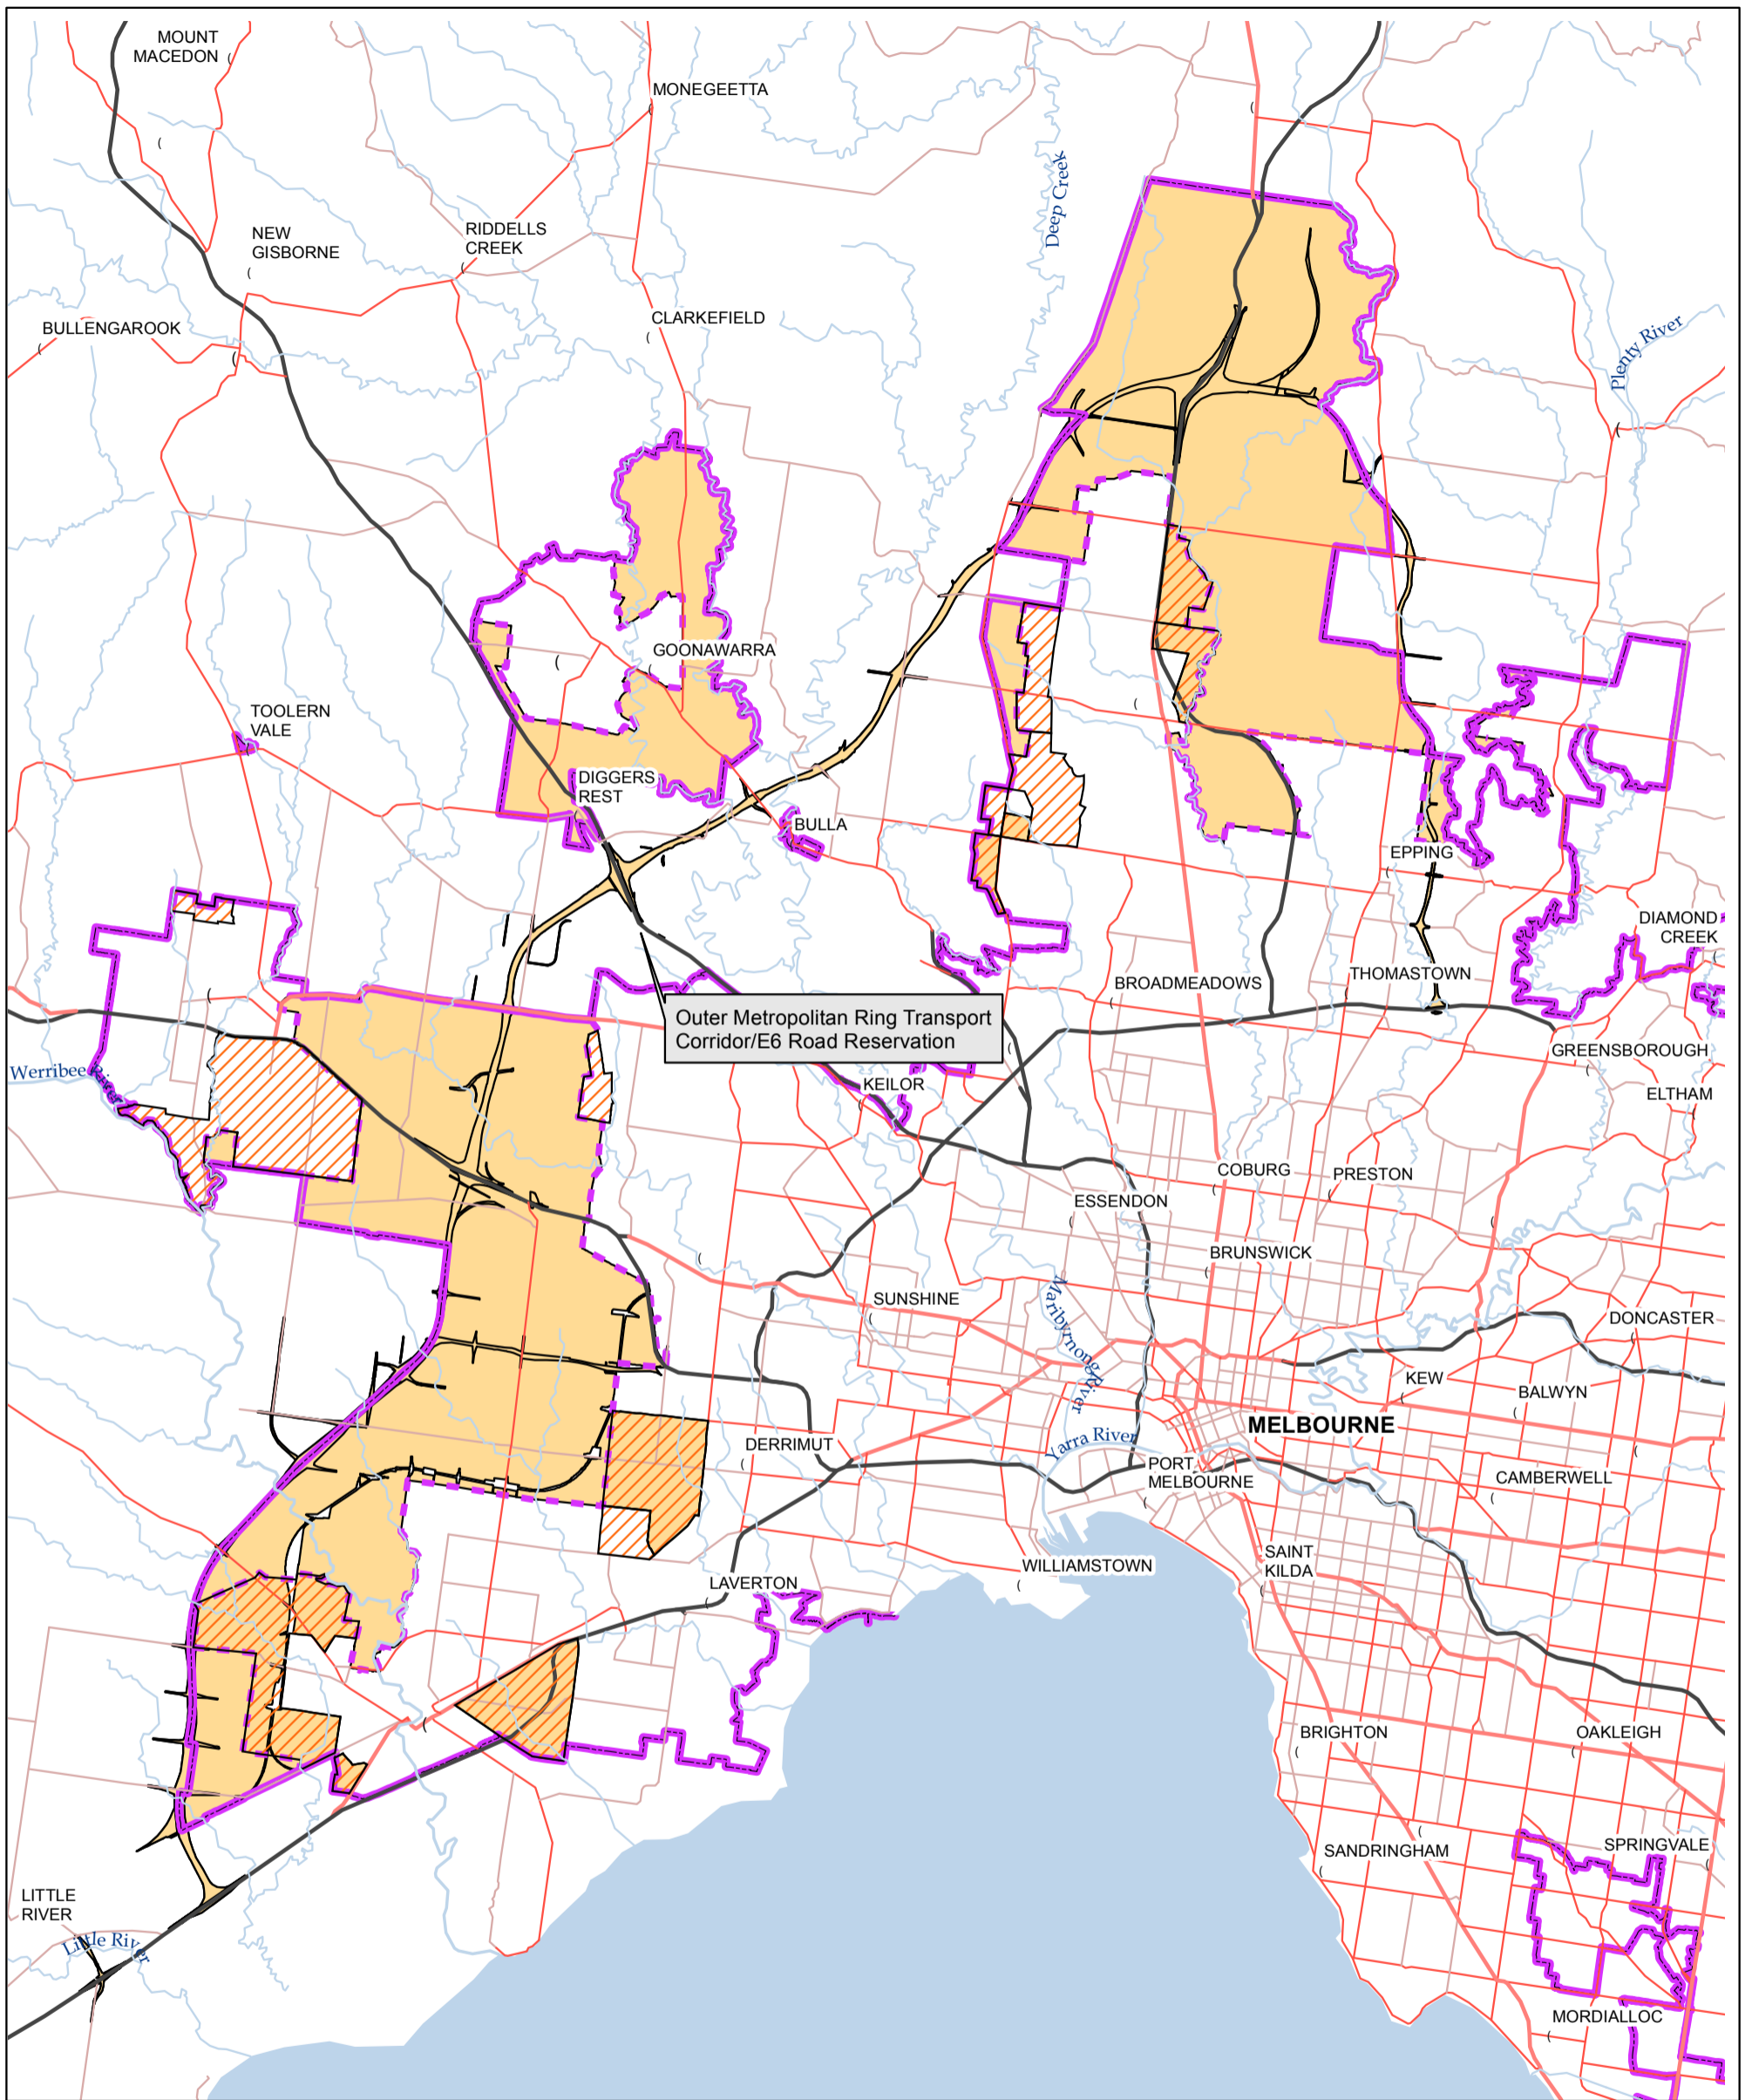 MOUNT
MACEDON
MONEGEETTA
Deep Creek
NEW
GISBORNE
RIDDELLS
CREEK
BULLENGAROOK
CLARKEFIELD
Plenty River
GOONAWARRA
TOOLERN
VALE
DIGGERS
REST
BULLA
EPPING
DIAMOND
CREEK
BROADMEADOWS
THOMASTOWN
Outer Metropolitan Ring Transport
Corridor/E6 Road Reservation
GREENSBOROUGH
Werribee River
KEILOR
ELTHAM
COBURG
PRESTON
ESSENDON
BRUNSWICK
SUNSHINE
Maribyrnong River
DONCASTER
KEW
BALWYN
MELBOURNE
DERRIMUT
Yarra River
PORT
MELBOURNE
CAMBERWELL
SAINT
KILDA
WILLIAMSTOWN
LAVERTON
BRIGHTON
OAKLEIGH
SANDRINGHAM
SPRINGVALE
LITTLE
RIVER
Little River
MORDIALLOC